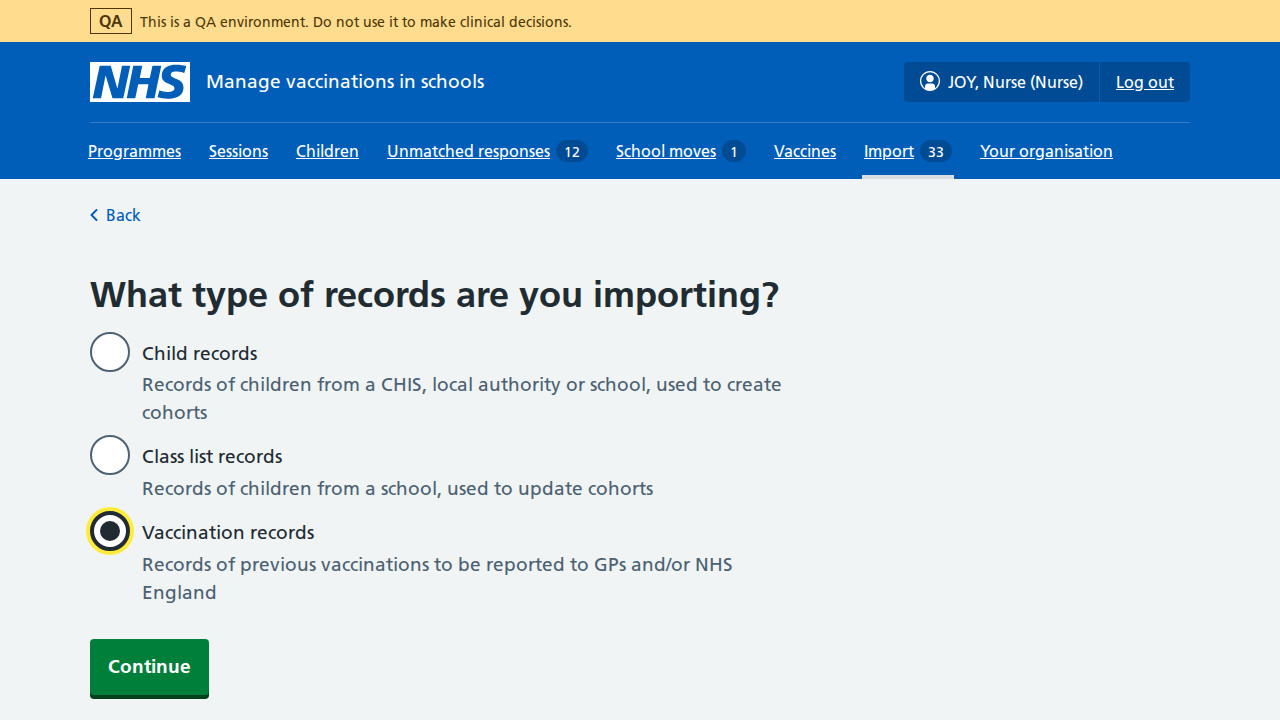 QA This is a QA environment. Do not use it to make clinical decisions.
NHS Manage vaccinations in schools JOY, Nurse (Nurse) Log out
Programmes Sessions Children Unmatched responses 12 School moves 1 Vaccines Import 33 Your organisation
Back
What type of records are you importing?
Child records
Records of children from a CHIS, local authority or school, used to create
cohorts
Class list records
Records of children from a school, used to update cohorts
Vaccination records
Records of previous vaccinations to be reported to GPs and/or NHS
England
Continue